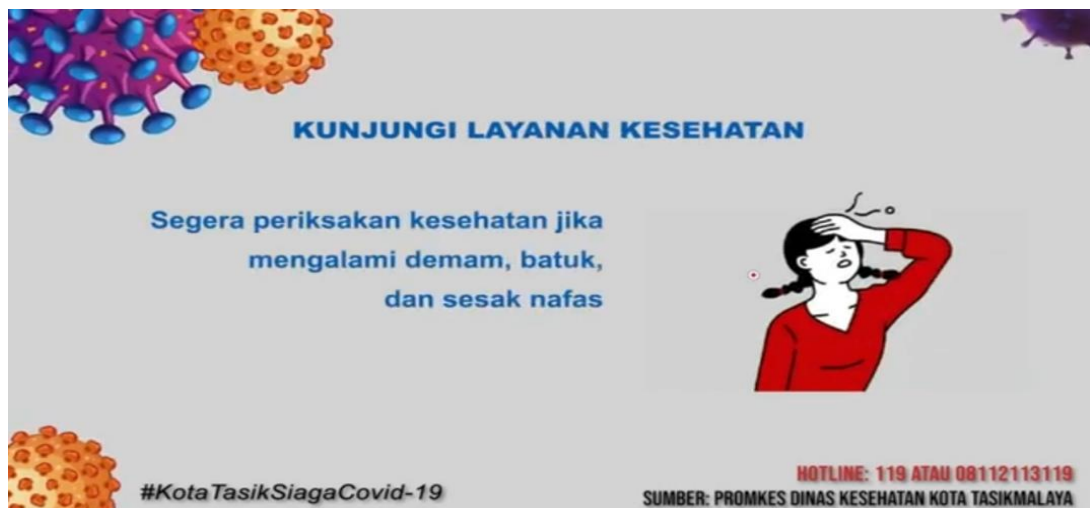 KUNJUNGI LAYANAN KESEHATAN
Segera periksakan kesehatan jika
mengalami demam, batuk,
dan sesak nafas
#KotaTasikSiagaCovid-19
HOTLINE: 119 ATAU 08112113119
SUMBER: PROMKES DINAS KESEHATAN KOTA TASIKMALAYA